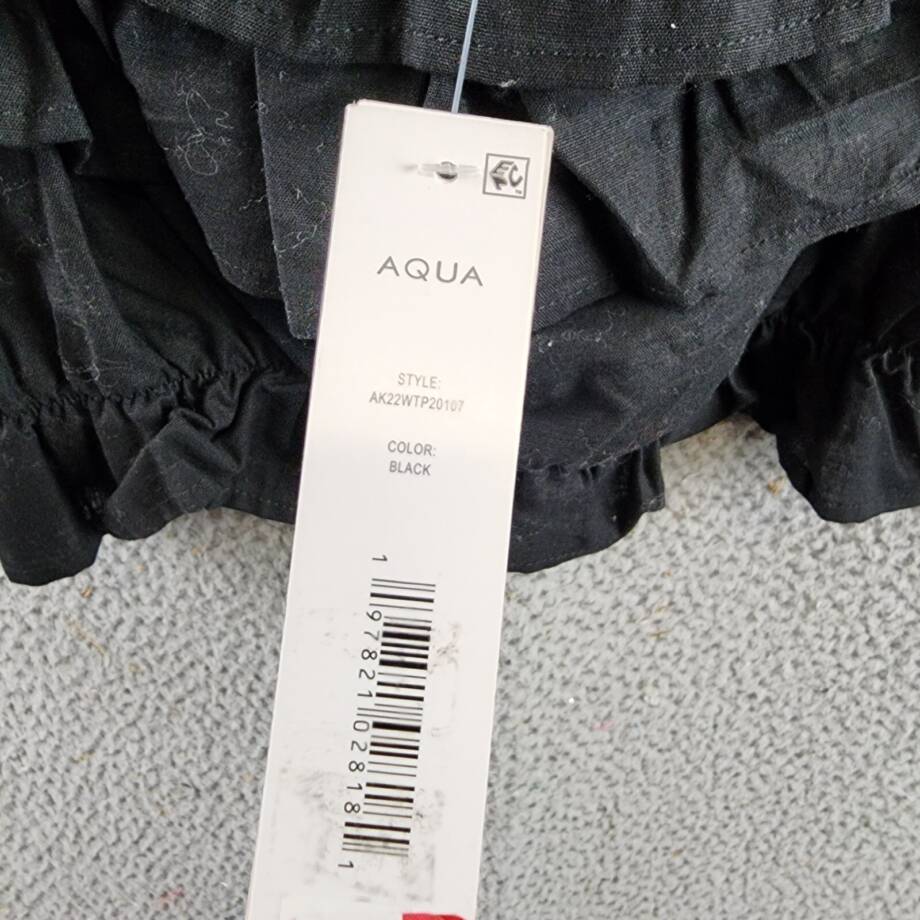 AQUA
STYLE:
AK22WTP20107
COLOR:
BLACK
1 97821 02818 1